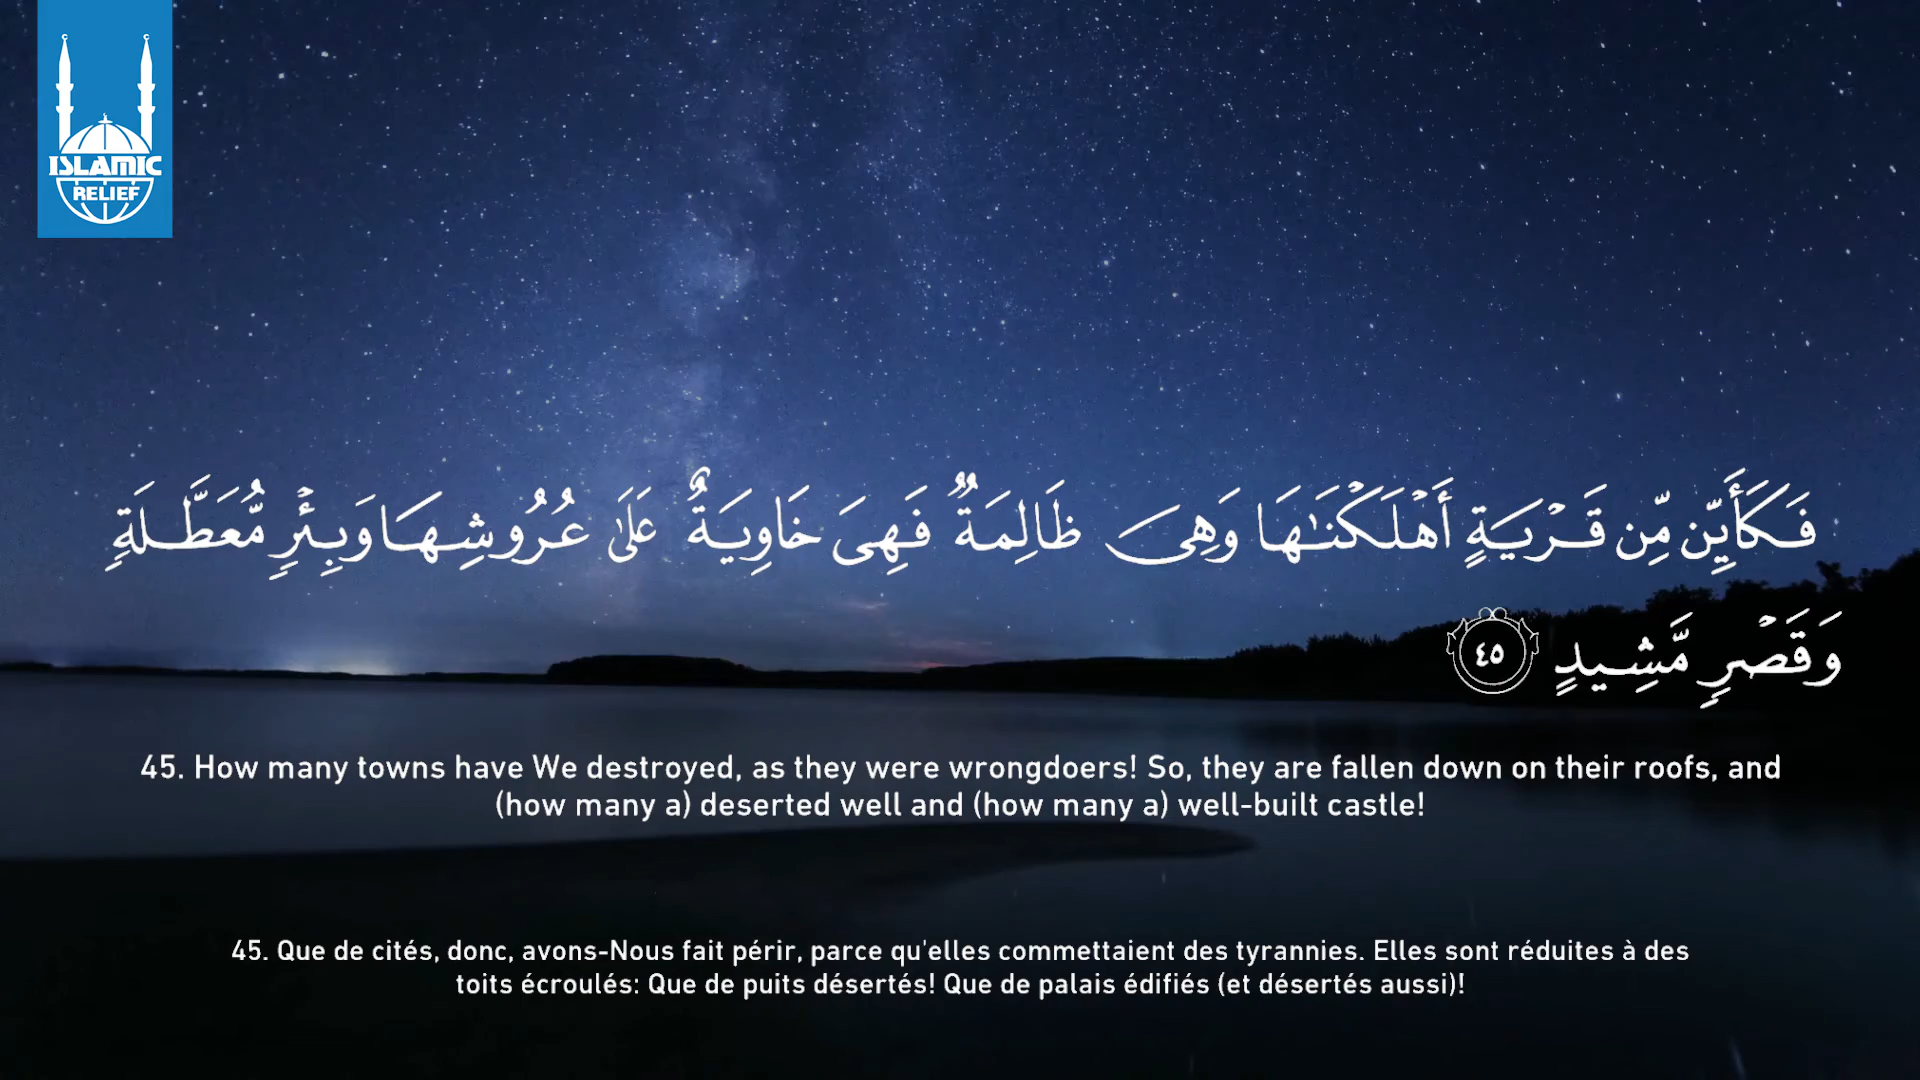 ISLAMIC
RELIEF
فَكَأَيِّن مِّن قَرْيَةٍ أَهْلَكْنَٰهَا وَهِىَ ظَالِمَةٌ فَهِىَ خَاوِيَةٌ عَلَىٰ عُرُوشِهَا وَبِئْرٍ مُّعَطَّلَةٍ
وَقَصْرٍ مَّشِيدٍ ٤٥
45. How many towns have We destroyed, as they were wrongdoers! So, they are fallen down on their roofs, and
(how many a) deserted well and (how many a) well-built castle!
45. Que de cités, donc, avons-Nous fait périr, parce qu'elles commettaient des tyrannies. Elles sont réduites à des
toits écroulés: Que de puits désertés! Que de palais édifiés (et désertés aussi)!